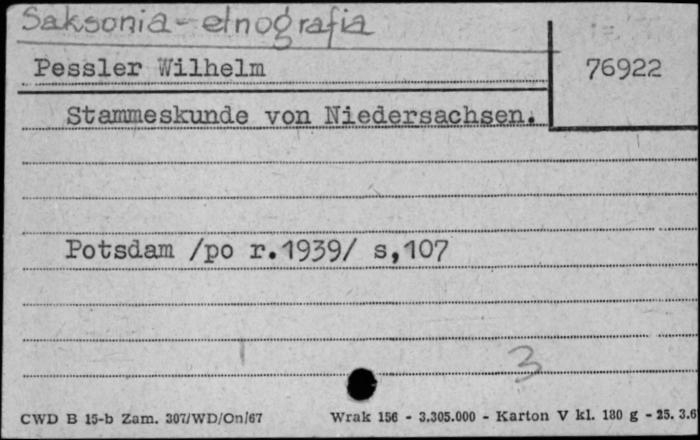 Saksonia - etnografia
Pessler Wilhelm
76922
Stammeskunde von Niedersachsen.
Potsdam /po r.1939/ s,107
3
CWD B 15-b Zam. 307/WD/On/67 Wrak 156 - 3.305.000 - Karton V kl. 180 g - 25. 3.6